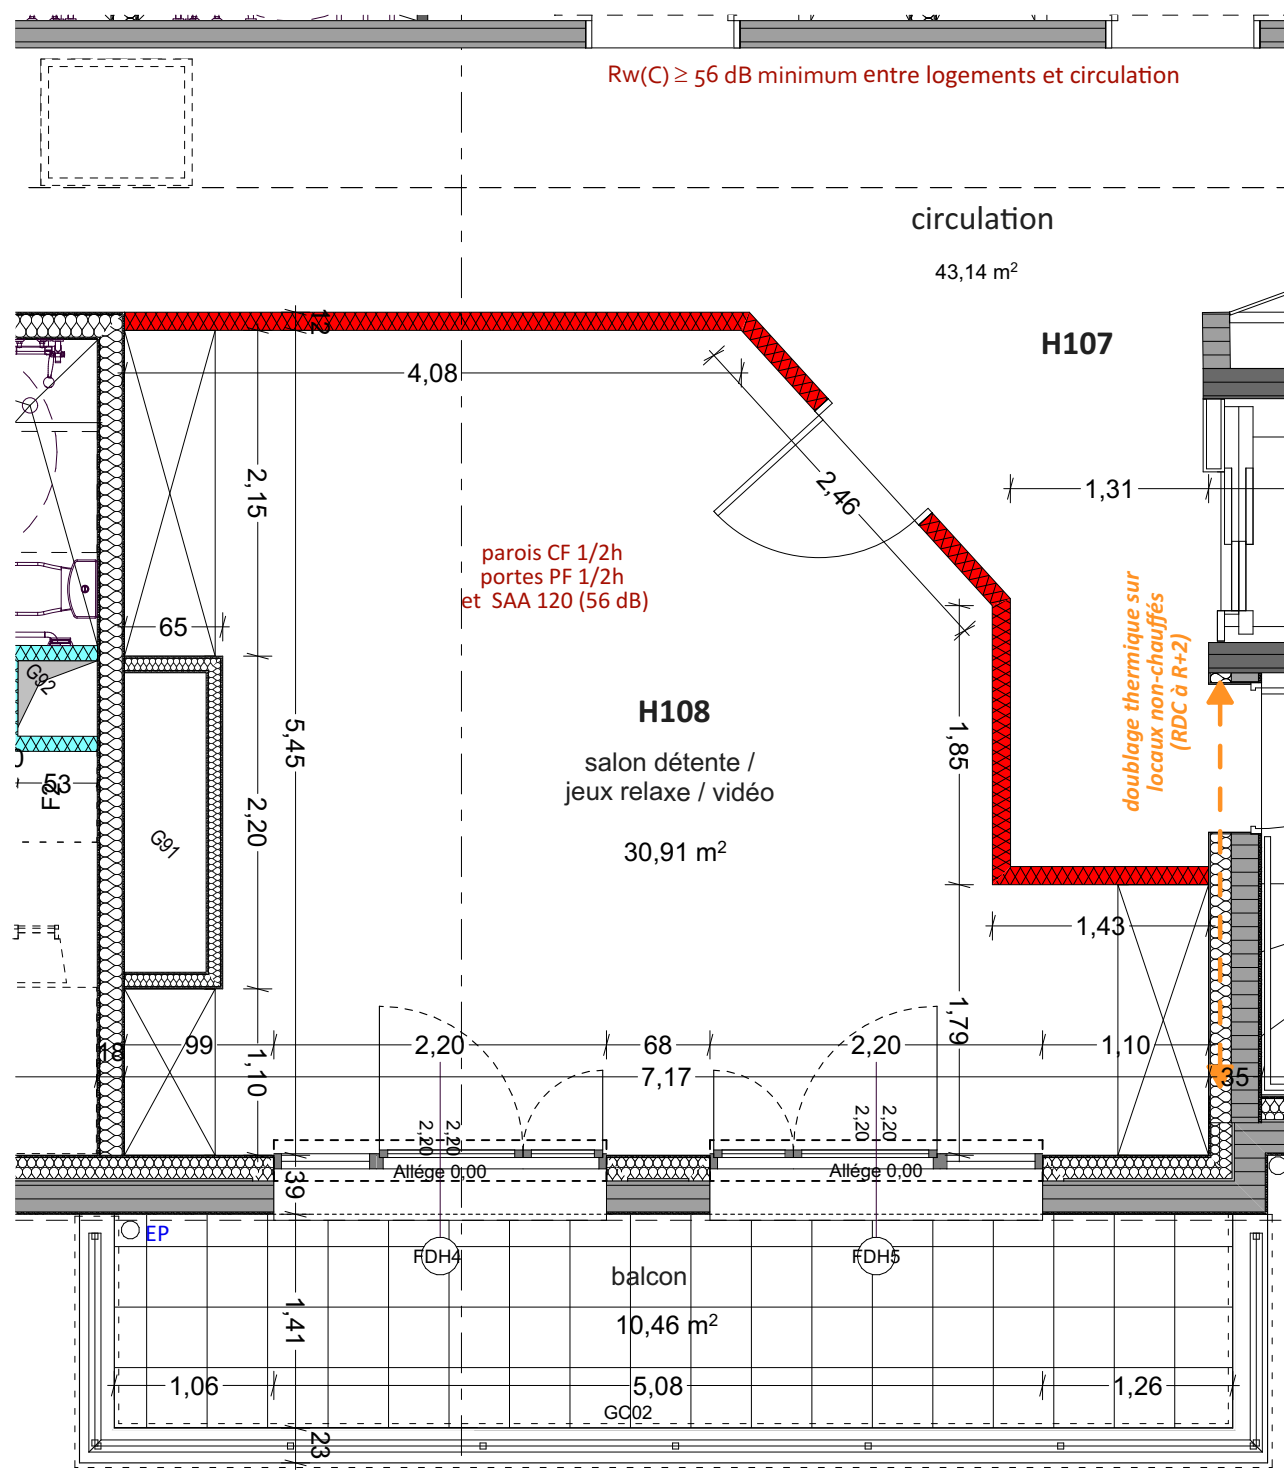 Rw(C) ≥ 56 dB minimum entre logements et circulation
circulation
43,14 m²
H107
12
4,08
2,46
1,31
2,15
parois CF 1/2h
portes PF 1/2h
et SAA 120 (56 dB)
doublage thermique sur
locaux non-chauffés
(RDC à R+2)
65
G92
H108
5,45
1,85
salon détente /
jeux relaxe / vidéo
53
2,20
G91
30,91 m²
1,43
1,79
18
99
1,10
2,20
68
2,20
1,10
7,17
35
2,20
2,20
2,20
2,20
Allége 0,00
Allége 0,00
39
EP
FDH4
FDH5
balcon
10,46 m²
1,41
1,06
5,08
1,26
GC02
23